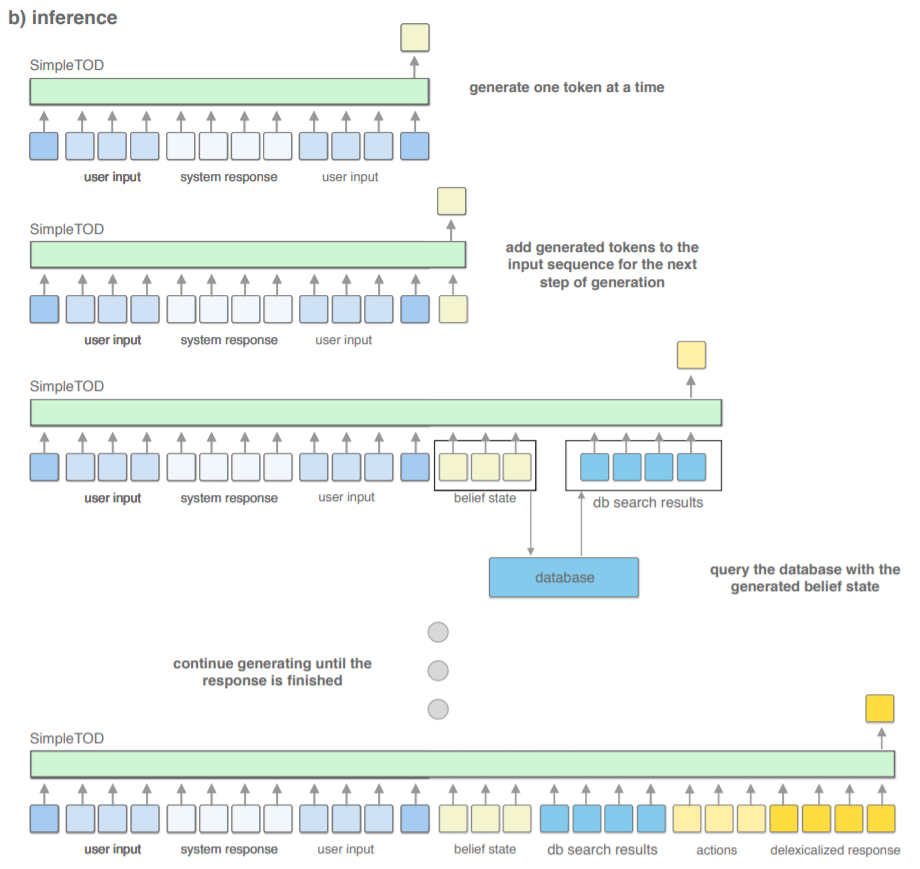 b) inference
SimpleTOD
generate one token at a time
user input system response user input
SimpleTOD
add generated tokens to the
input sequence for the next
step of generation
user input system response user input
SimpleTOD
user input system response user input belief state db search results
database
query the database with the
generated belief state
continue generating until the
response is finished
SimpleTOD
user input system response user input belief state db search results actions delexicalized response